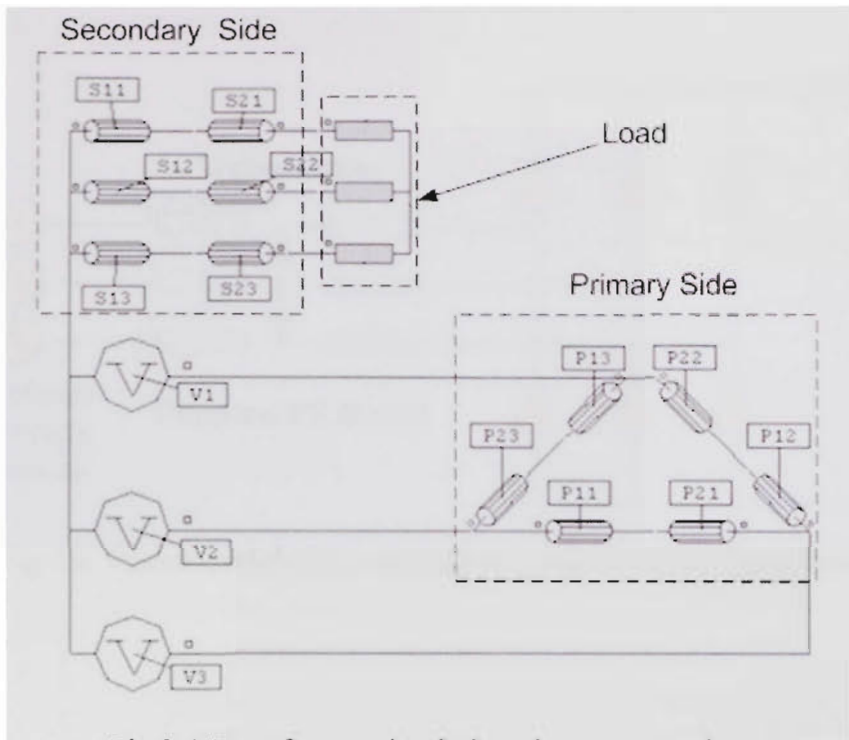 Secondary Side
S11
S21
Load
S12
S22
S13
S23
Primary Side
V1
P13
P22
P23
P12
P11
P21
V2
V3